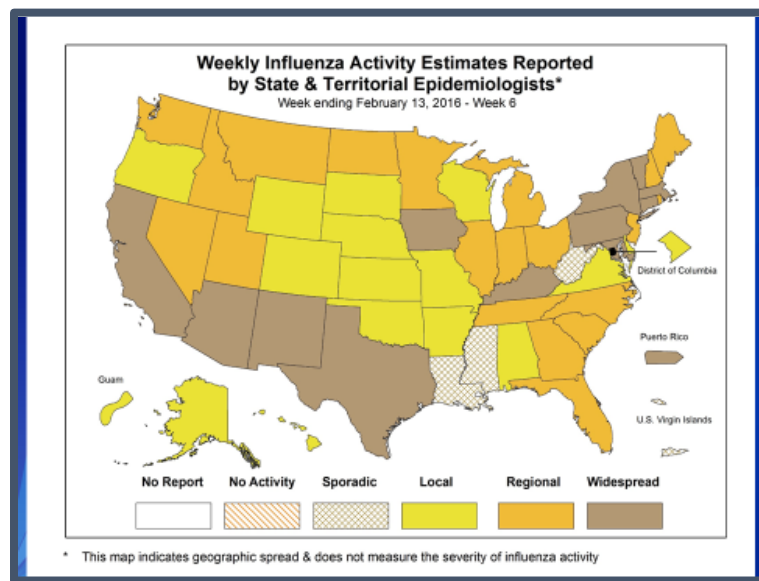 Weekly Influenza Activity Estimates Reported
by State & Territorial Epidemiologists*
Week ending February 13, 2016 - Week 6
District of Columbia
Puerto Rico
Guam
U.S. Virgin Islands
No Report No Activity Sporadic Local Regional Widespread
* This map indicates geographic spread & does not measure the severity of influenza activity